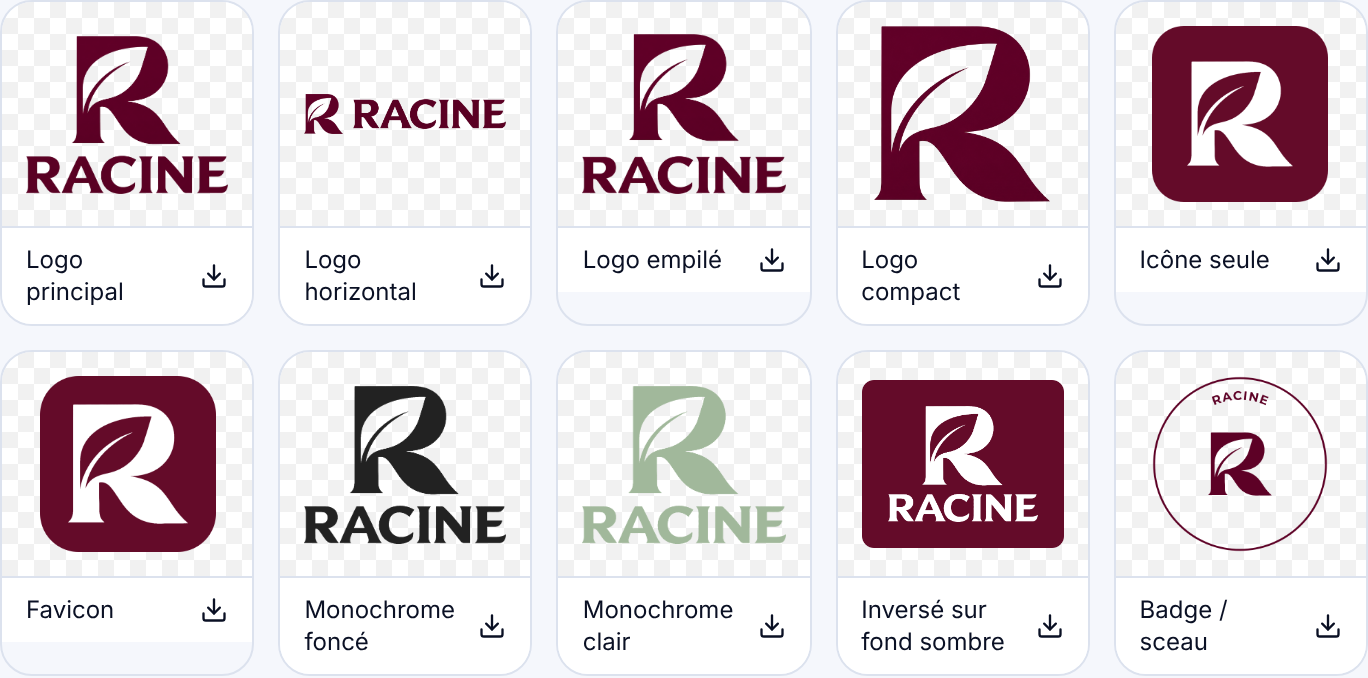 RACINE
RACINE
RACINE
Logo
principal
Logo
horizontal
Logo empilé
Logo
compact
Icône seule
RACINE
RACINE
RACINE
RACINE
Favicon
Monochrome
foncé
Monochrome
clair
Inversé sur
fond sombre
Badge /
sceau